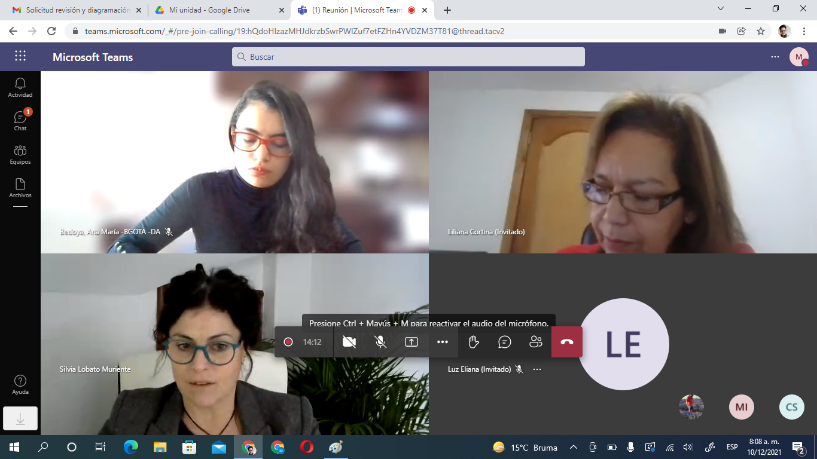 Solicitud revisión y diagramación
Mi unidad - Google Drive
(1) Reunión | Microsoft Teams
teams.microsoft.com/_#/pre-join-calling/19:hQdoHIzazMHJdkrzbSwrPWIZuf7etFZHn4YVDZM37T81@thread.tacv2
Microsoft Teams
Buscar
M
Actividad
1
Chat
Equipos
Archivos
Ayuda
Bedoya, Ana María -BGOTA -DA
Liliana Cortina (Invitado)
Presione Ctrl + Mayús + M para reactivar el audio del micrófono.
14:12
LE
Silvia Lobato Muriente
Luz Eliana (Invitado)
MI
CS
15°C Bruma
ESP
8:08 a. m.
10/12/2021
2